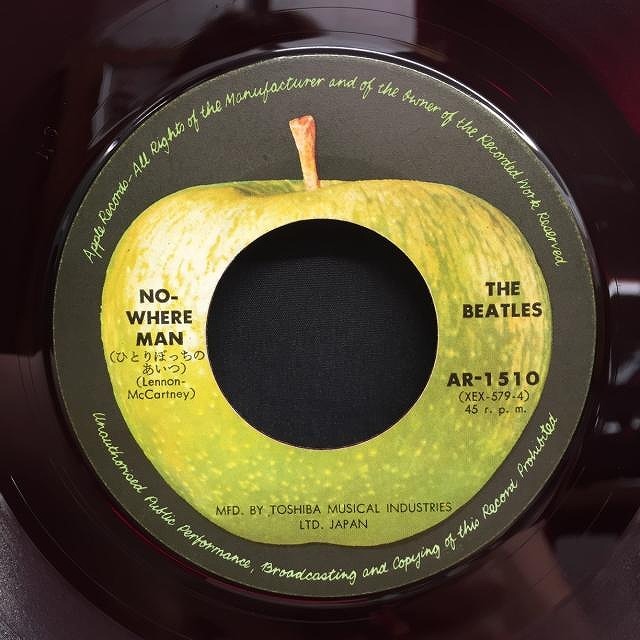 Apple Records-All Rights of the Manufacturer and of the Owner of the Recorded Work Reserved
NO-
WHERE
MAN
(ひとりぼっちの
あいつ)
(Lennon-
McCartney)
THE
BEATLES
AR-1510
(XEX-579-4)
45 r. p. m.
MFD. BY TOSHIBA MUSICAL INDUSTRIES
LTD. JAPAN
Unauthorised Public Performance, Broadcasting and Copying of this Record Prohibited